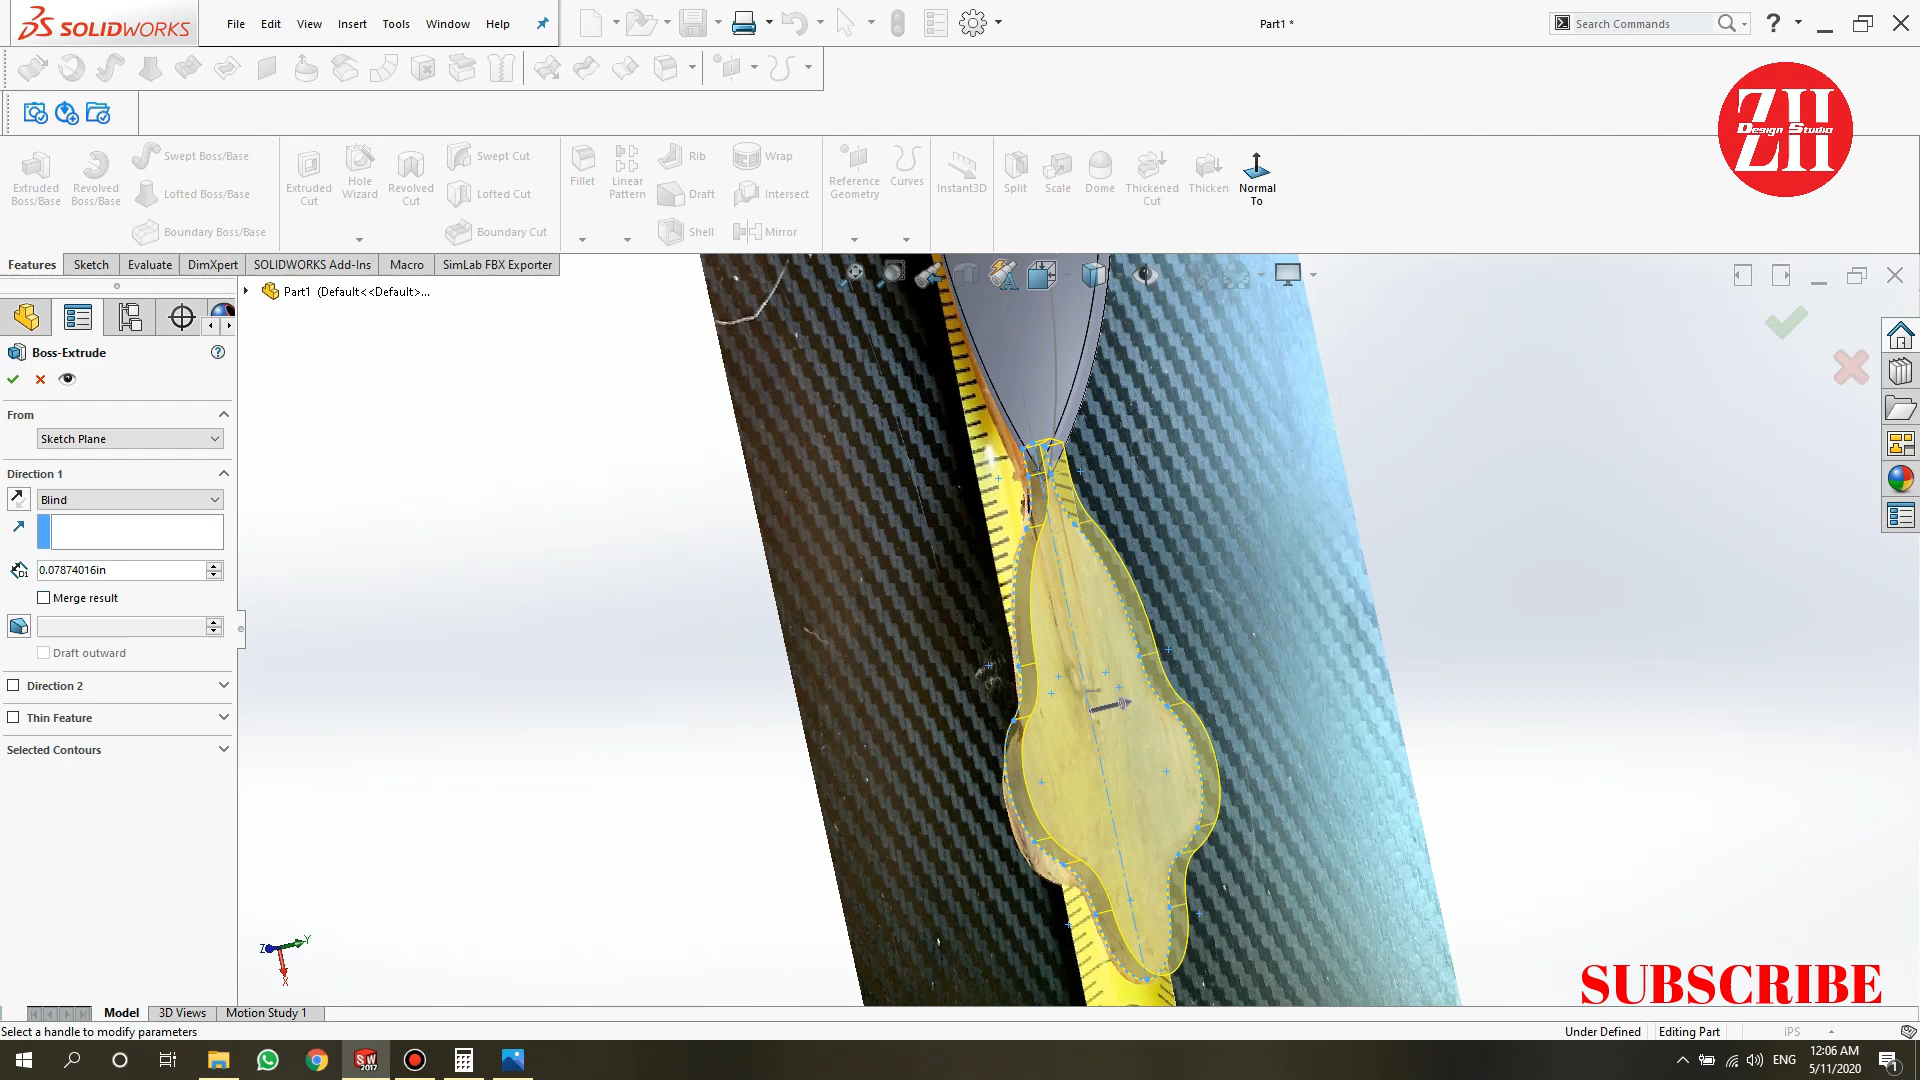 SOLIDWORKS
File Edit View Insert Tools Window Help
Part1 *
Search Commands
?
ZH
Design Studio
Extruded Boss/Base
Revolved Boss/Base
Swept Boss/Base
Lofted Boss/Base
Boundary Boss/Base
Extruded Cut
Hole Wizard
Revolved Cut
Swept Cut
Lofted Cut
Boundary Cut
Fillet
Linear Pattern
Rib
Draft
Shell
Wrap
Intersect
Mirror
Reference Geometry
Curves
Instant3D
Split
Scale
Dome
Thickened Cut
Thicken
Normal To
Features Sketch Evaluate DimXpert SOLIDWORKS Add-Ins Macro SimLab FBX Exporter
Part1 (Default<<Default>...
Boss-Extrude
From
Sketch Plane
Direction 1
Blind
D1
0.07874016in
Merge result
Draft outward
Direction 2
Thin Feature
Selected Contours
Z Y
X
SUBSCRIBE
Model 3D Views Motion Study 1
Select a handle to modify parameters
Under Defined Editing Part IPS
SW 2017
ENG
12:06 AM
5/11/2020
1